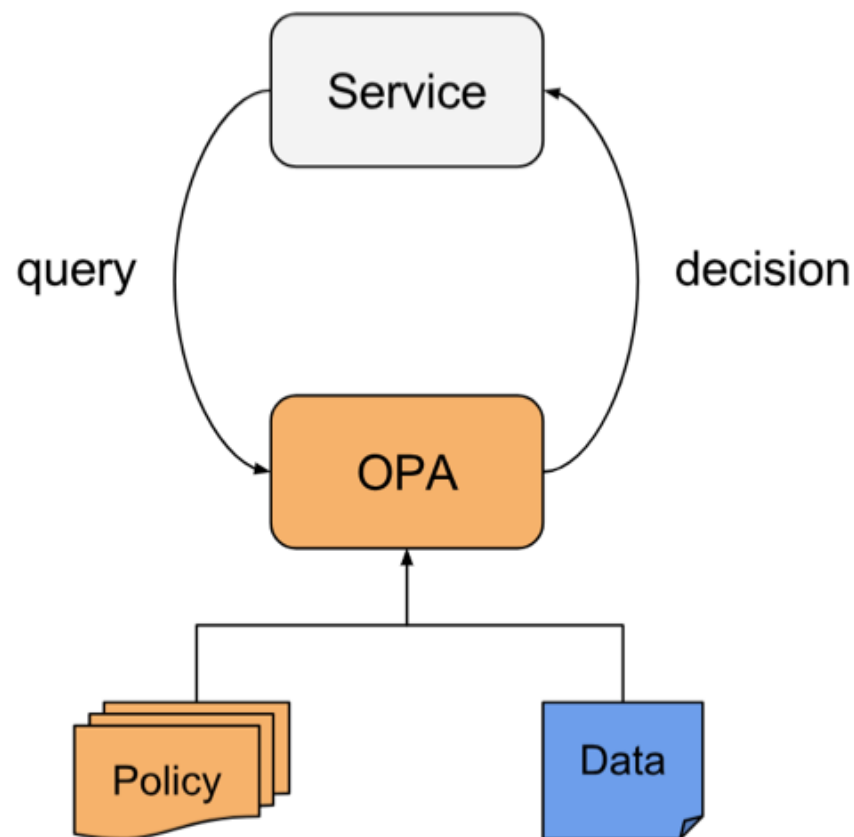 Service
query
decision
OPA
Policy
Data